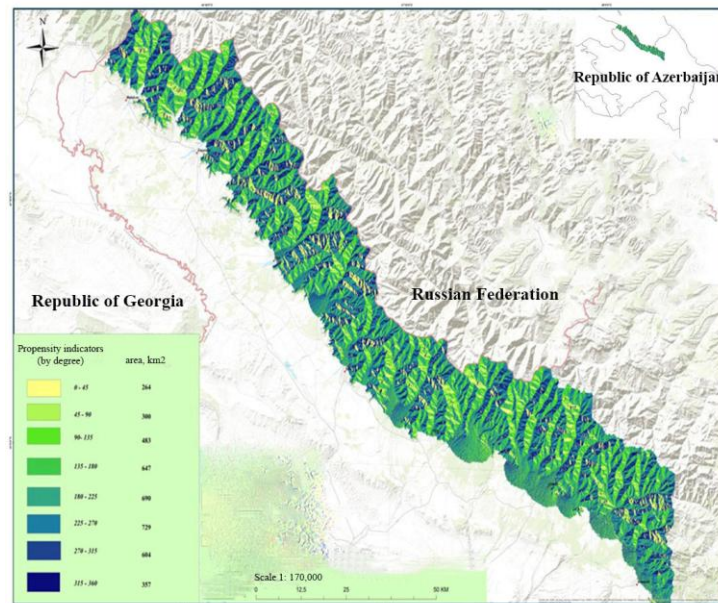 N
Republic of Azerbaijan
Republic of Georgia
Russian Federation
Propensity indicators
(by degree)
area, km2
0 - 45
264
45 - 90
300
90- 135
483
135 - 180
647
180 - 225
690
225 - 270
729
270 - 315
604
315 - 360
357
Scale 1: 170,000
0
12,5
25
50 KM